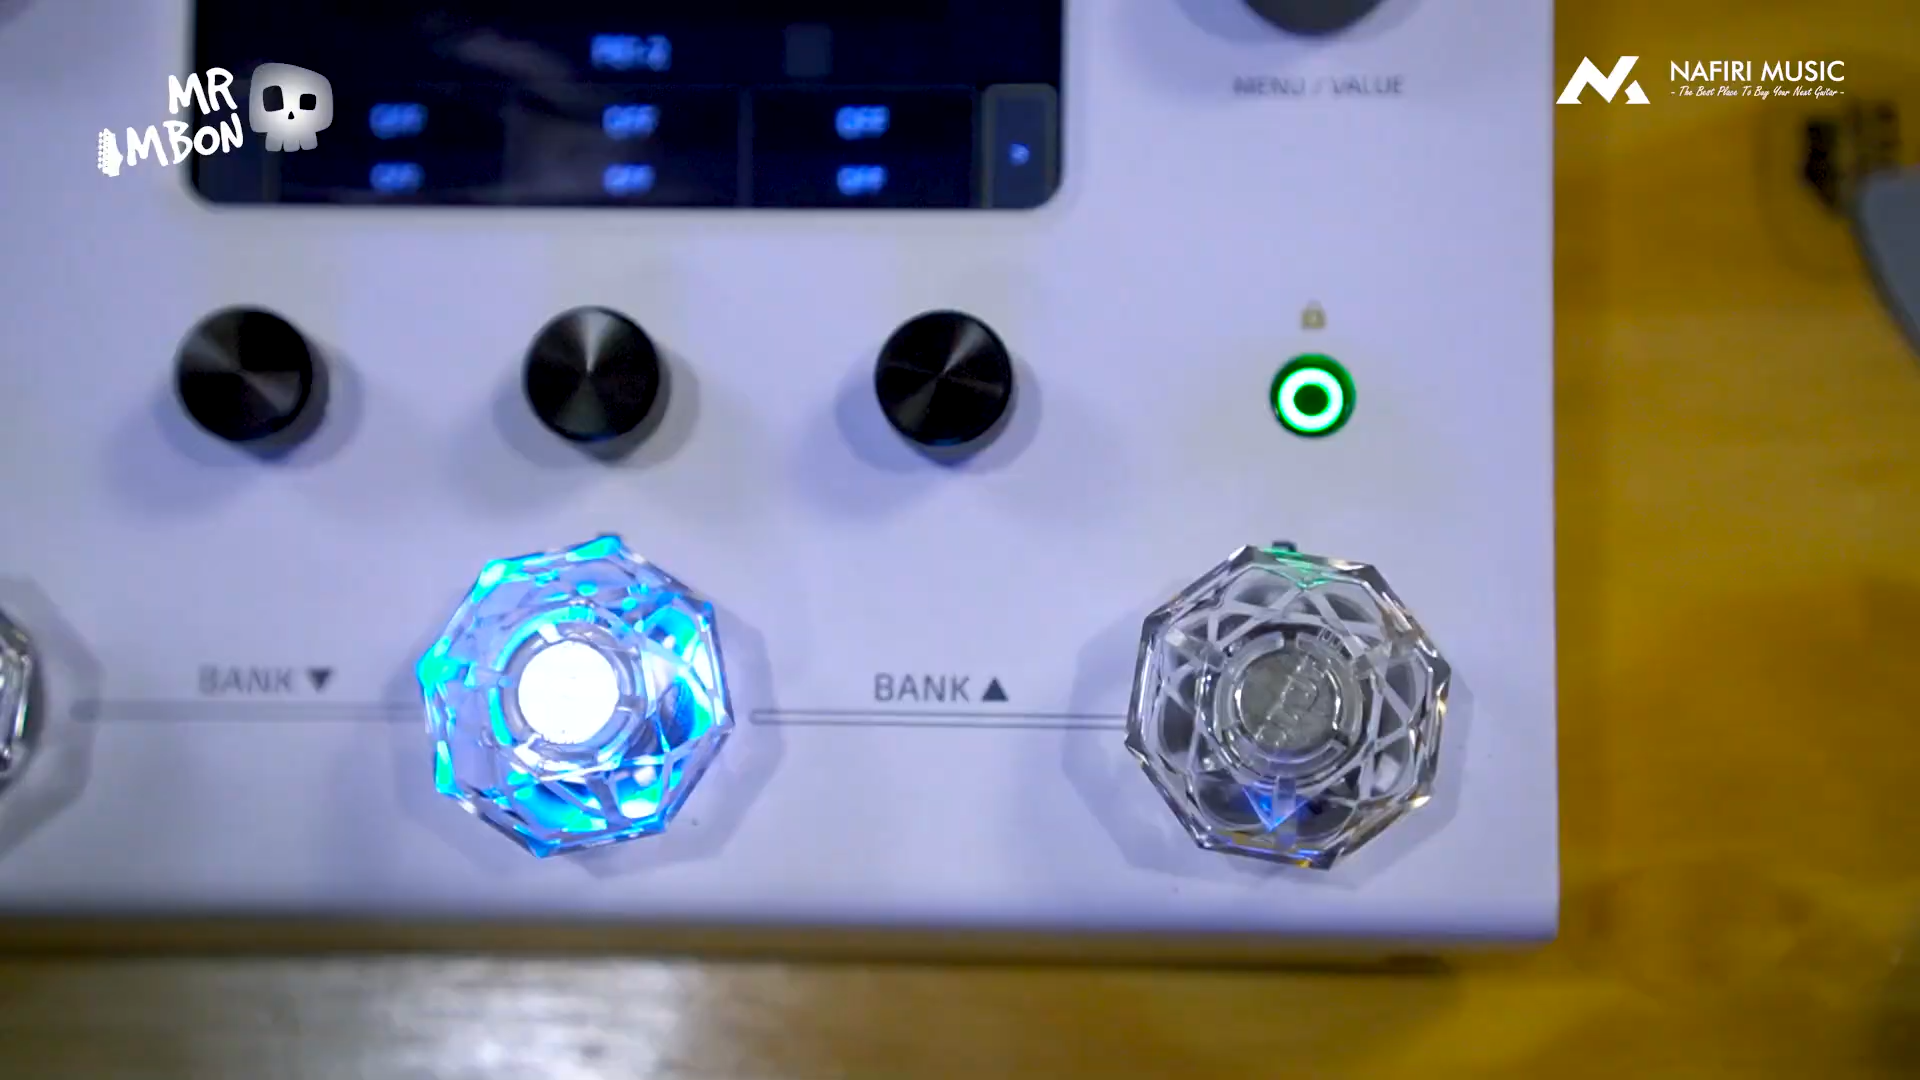 MR
MBON
NAFIRI MUSIC
- The Best Place To Buy Your Next Guitar -
MENU / VALUE
OFF OFF OFF
OFF OFF OFF
BANK ▼
BANK ▲